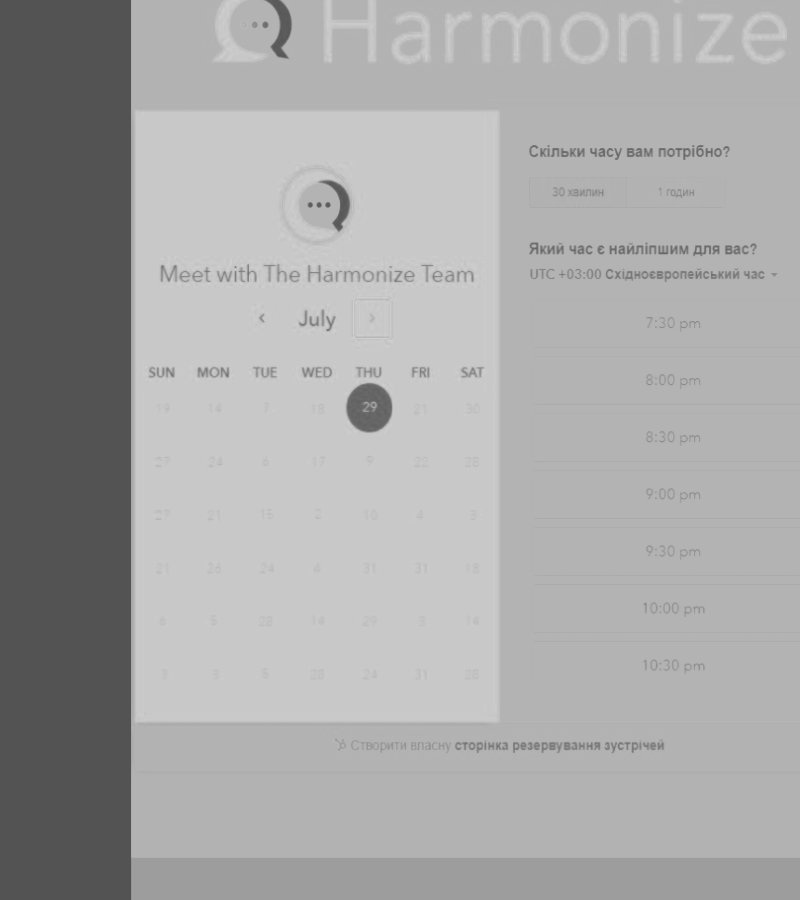 Harmonize
Meet with The Harmonize Team
‹ July ›
SUN MON TUE WED THU FRI SAT
19 14 7 18 29 21 30
27 24 6 17 9 22 28
27 21 15 2 10 4 3
21 26 24 4 31 31 18
6 5 28 14 29 3 14
5 24 31
Скільки часу вам потрібно?
30 хвилин 1 годин
Який час є найліпшим для вас?
UTC +03:00 Східноєвропейський час
7:30 pm
8:00 pm
8:30 pm
9:00 pm
9:30 pm
10:00 pm
10:30 pm
Створити власну сторінка резервування зустрічей